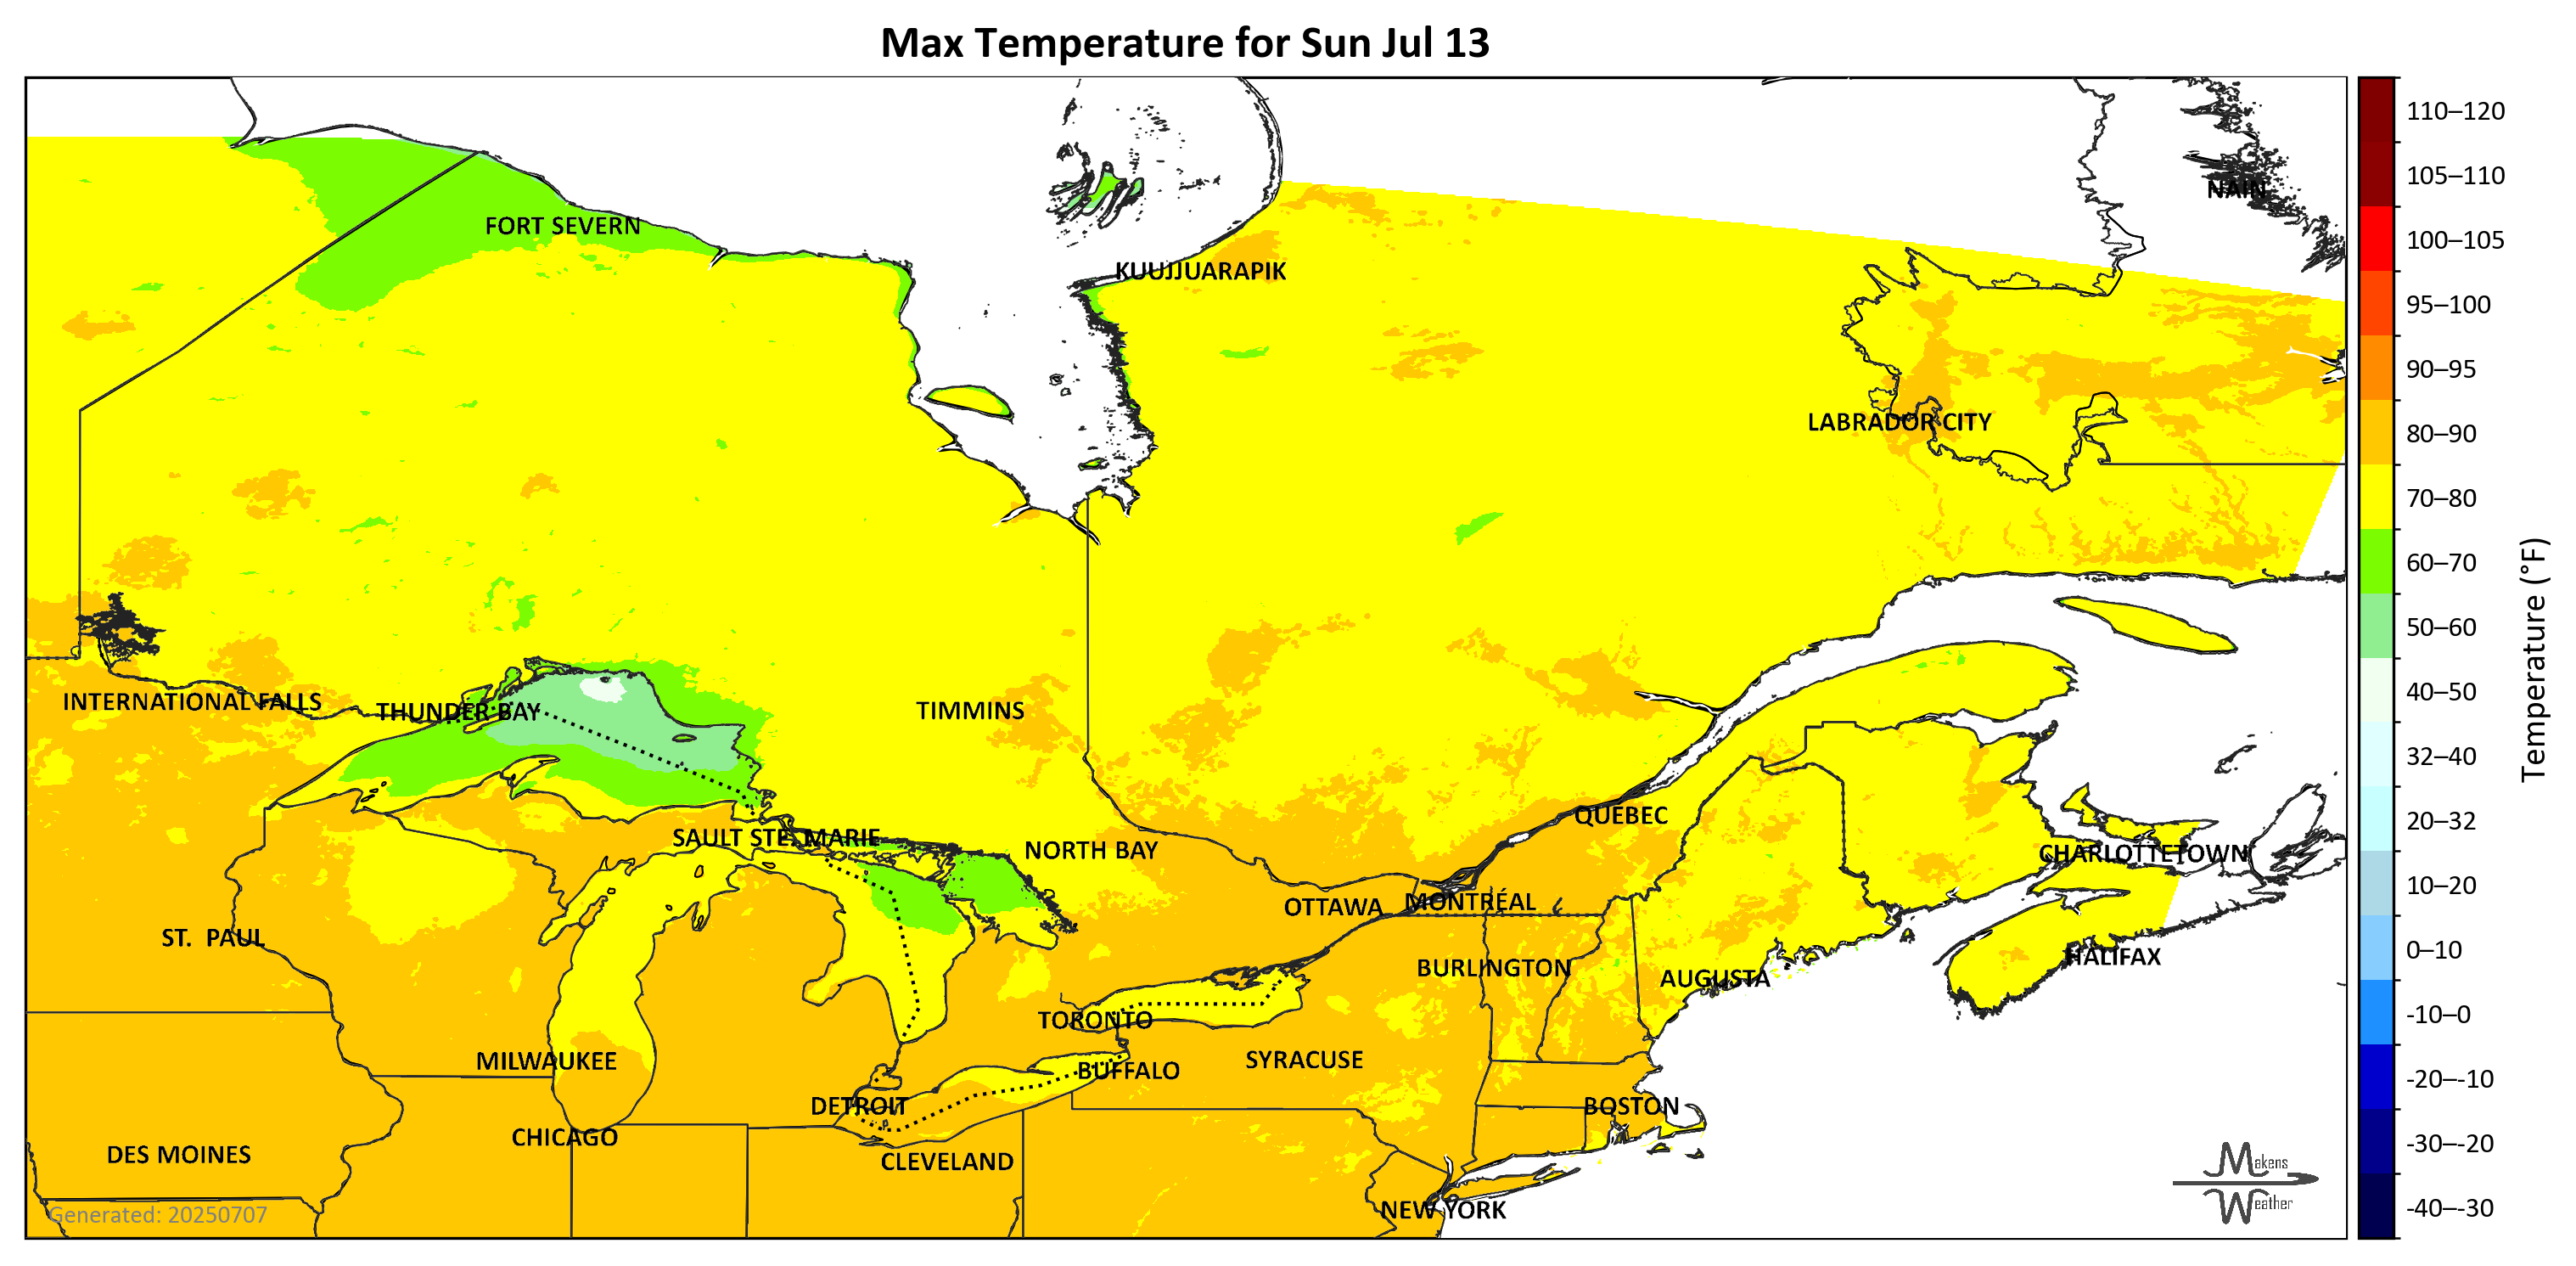 Max Temperature for Sun Jul 13
NAIN
FORT SEVERN
KUUJJUARAPIK
LABRADOR CITY
INTERNATIONAL FALLS
THUNDER BAY
TIMMINS
QUÉBEC
SAULT STE. MARIE
NORTH BAY
CHARLOTTETOWN
OTTAWA
MONTRÉAL
ST. PAUL
HALIFAX
BURLINGTON
AUGUSTA
TORONTO
MILWAUKEE
SYRACUSE
BUFFALO
DETROIT
BOSTON
CHICAGO
DES MOINES
CLEVELAND
NEW YORK
Generated: 20250707
Makens
Weather
110–120
105–110
100–105
95–100
90–95
80–90
70–80
60–70
50–60
40–50
32–40
20–32
10–20
0–10
-10–0
-20–-10
-30–-20
-40–-30
Temperature (°F)